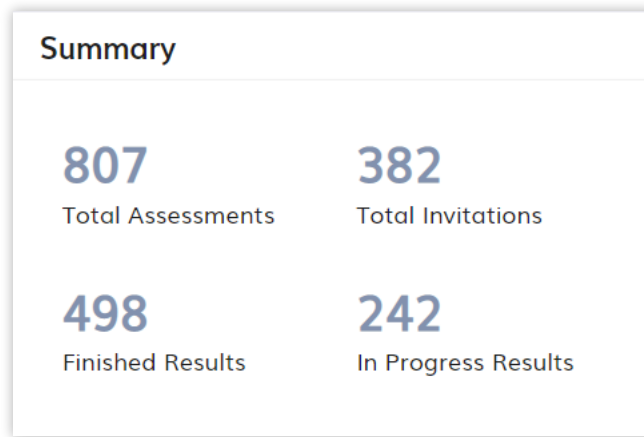 Summary
807
382
Total Assessments
Total Invitations
498
242
Finished Results
In Progress Results